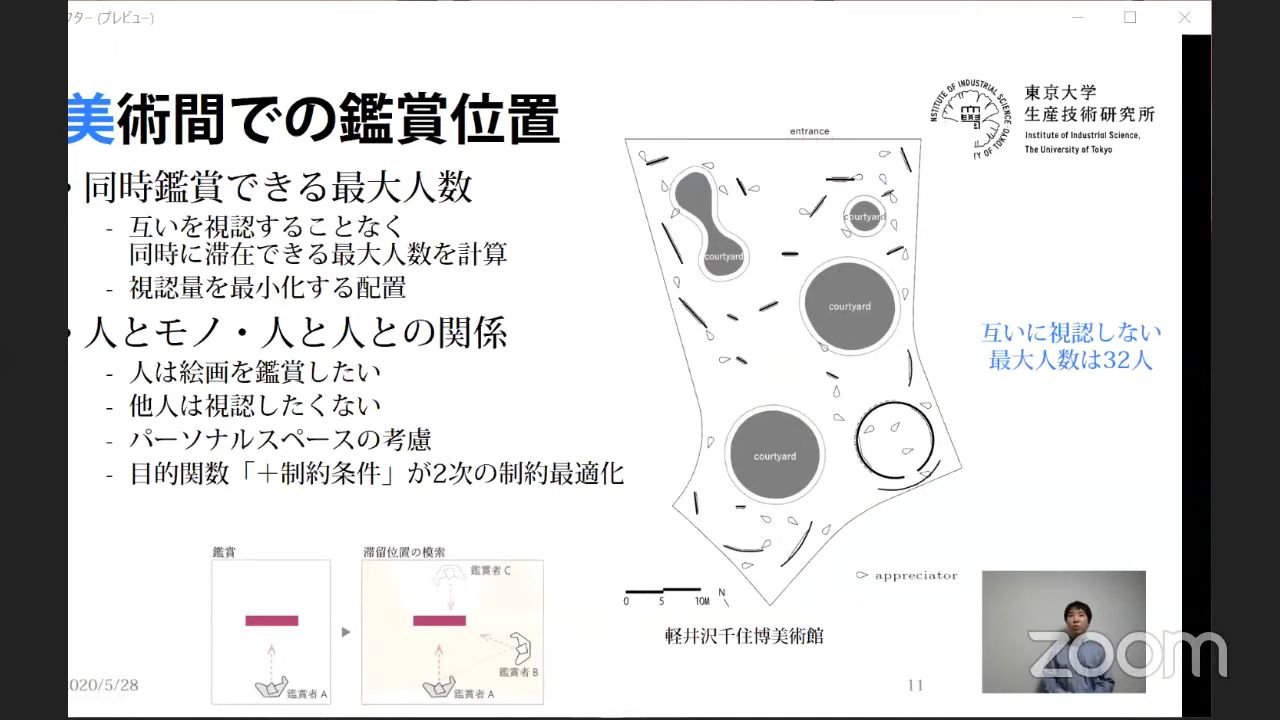 クター (プレビュー)
美術間での鑑賞位置
・同時鑑賞できる最大人数
- 互いを視認することなく
同時に滞在できる最大人数を計算
- 視認量を最小化する配置
・人とモノ・人と人との関係
- 人は絵画を鑑賞したい
- 他人は視認したくない
- パーソナルスペースの考慮
- 目的関数「＋制約条件」が2次の制約最適化
鑑賞
鑑賞者 A
滞留位置の模索
鑑賞者 C
鑑賞者 B
鑑賞者 A
entrance
courtyard
courtyard
courtyard
courtyard
0 5 10M N
appreciator
軽井沢千住博美術館
互いに視認しない
最大人数は32人
NSTITUTE OF INDUSTRIAL SCIENCE
TY OF TOKYO
東京大学
生産技術研究所
Institute of Industrial Science,
The University of Tokyo
2020/5/28
11
zoom